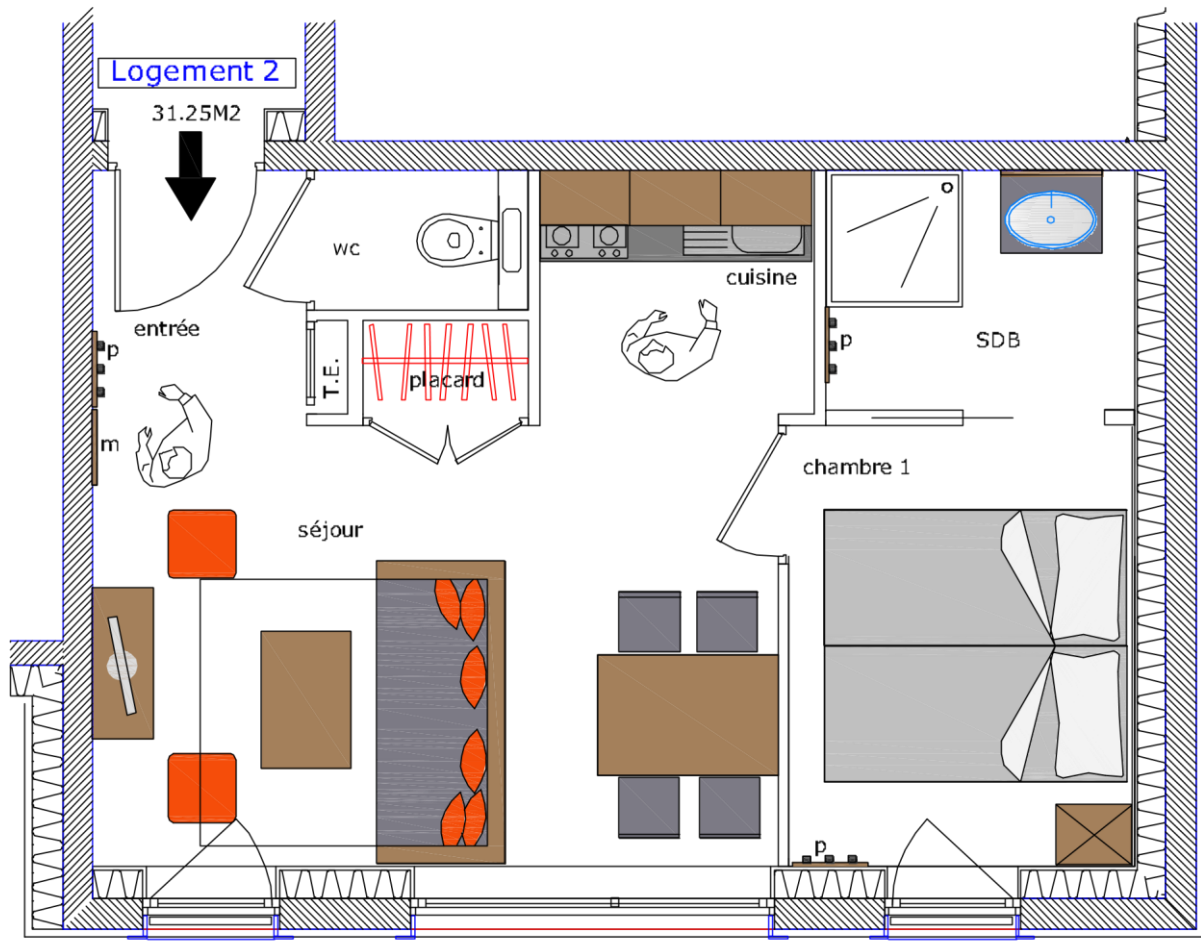 Logement 2
31.25M2
wc
cuisine
entrée
p
T.E.
placard
p
SDB
m
chambre 1
séjour
p